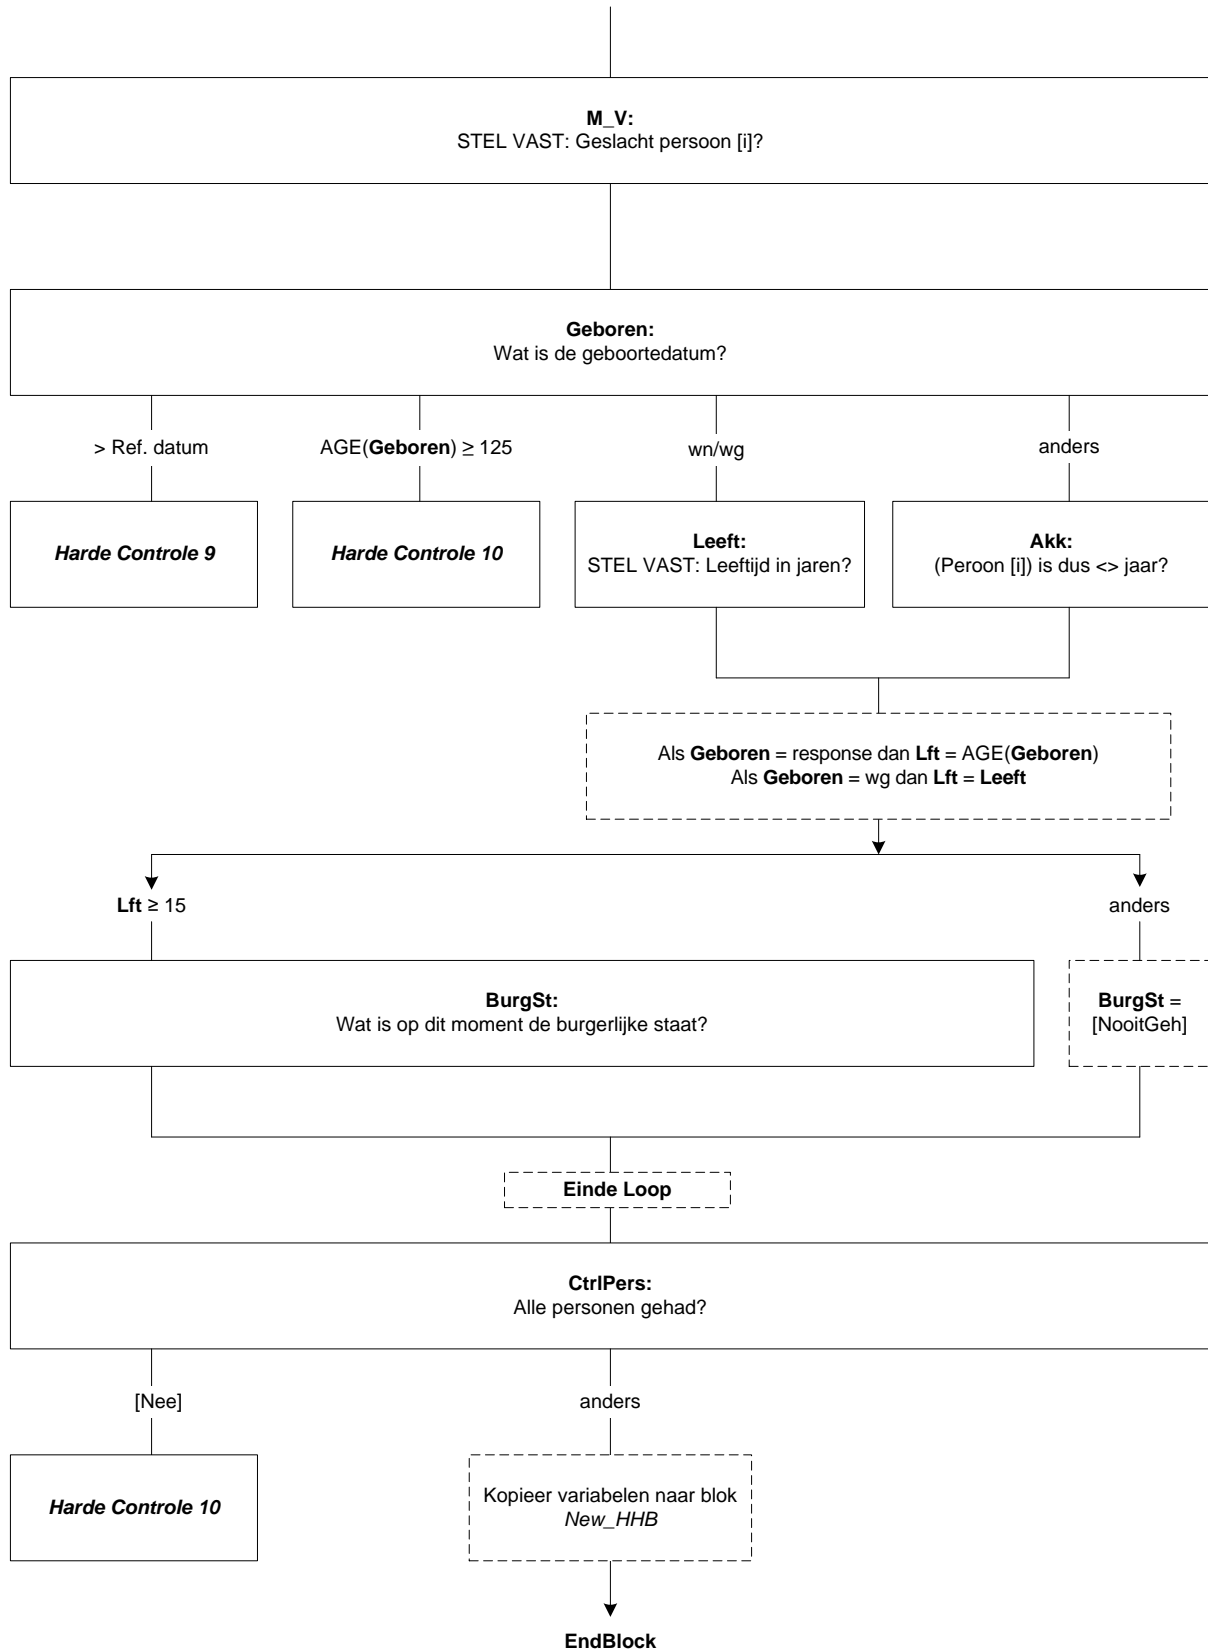 M_V:
STEL VAST: Geslacht persoon [i]?
Geboren:
Wat is de geboortedatum?
> Ref. datum
AGE(Geboren) ≥ 125
wn/wg
anders
Harde Controle 9
Harde Controle 10
Leeft:
STEL VAST: Leeftijd in jaren?
Akk:
(Peroon [i]) is dus <> jaar?
Als Geboren = response dan Lft = AGE(Geboren)
Als Geboren = wg dan Lft = Leeft
Lft ≥ 15
anders
BurgSt:
Wat is op dit moment de burgerlijke staat?
BurgSt =
[NooitGeh]
Einde Loop
CtrlPers:
Alle personen gehad?
[Nee]
anders
Harde Controle 10
Kopieer variabelen naar blok
New_HHB
EndBlock